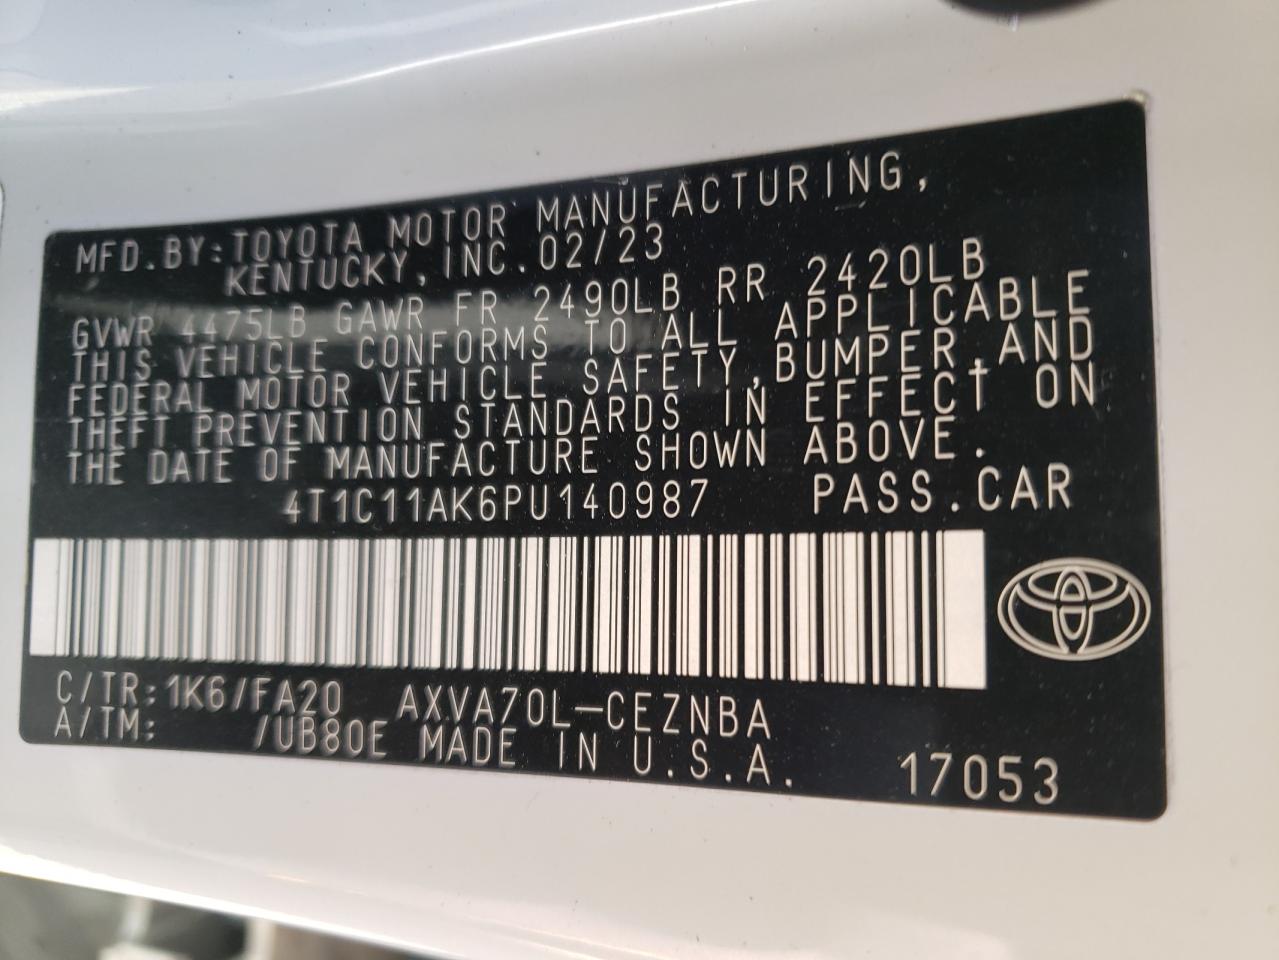 MFD.BY:TOYOTA MOTOR MANUFACTURING,
KENTUCKY, INC.02/23
GVWR 4475LB GAWR FR 2490LB RR 2420LB
THIS VEHICLE CONFORMS TO ALL APPLICABLE
FEDERAL MOTOR VEHICLE SAFETY,BUMPER,AND
THEFT PREVENTION STANDARDS IN EFFECT ON
THE DATE OF MANUFACTURE SHOWN ABOVE.
4T1C11AK6PU140987 PASS.CAR
C/TR:1K6/FA20 AXVA70L-CEZNBA
A/TM: /UB80E MADE IN U.S.A. 17053